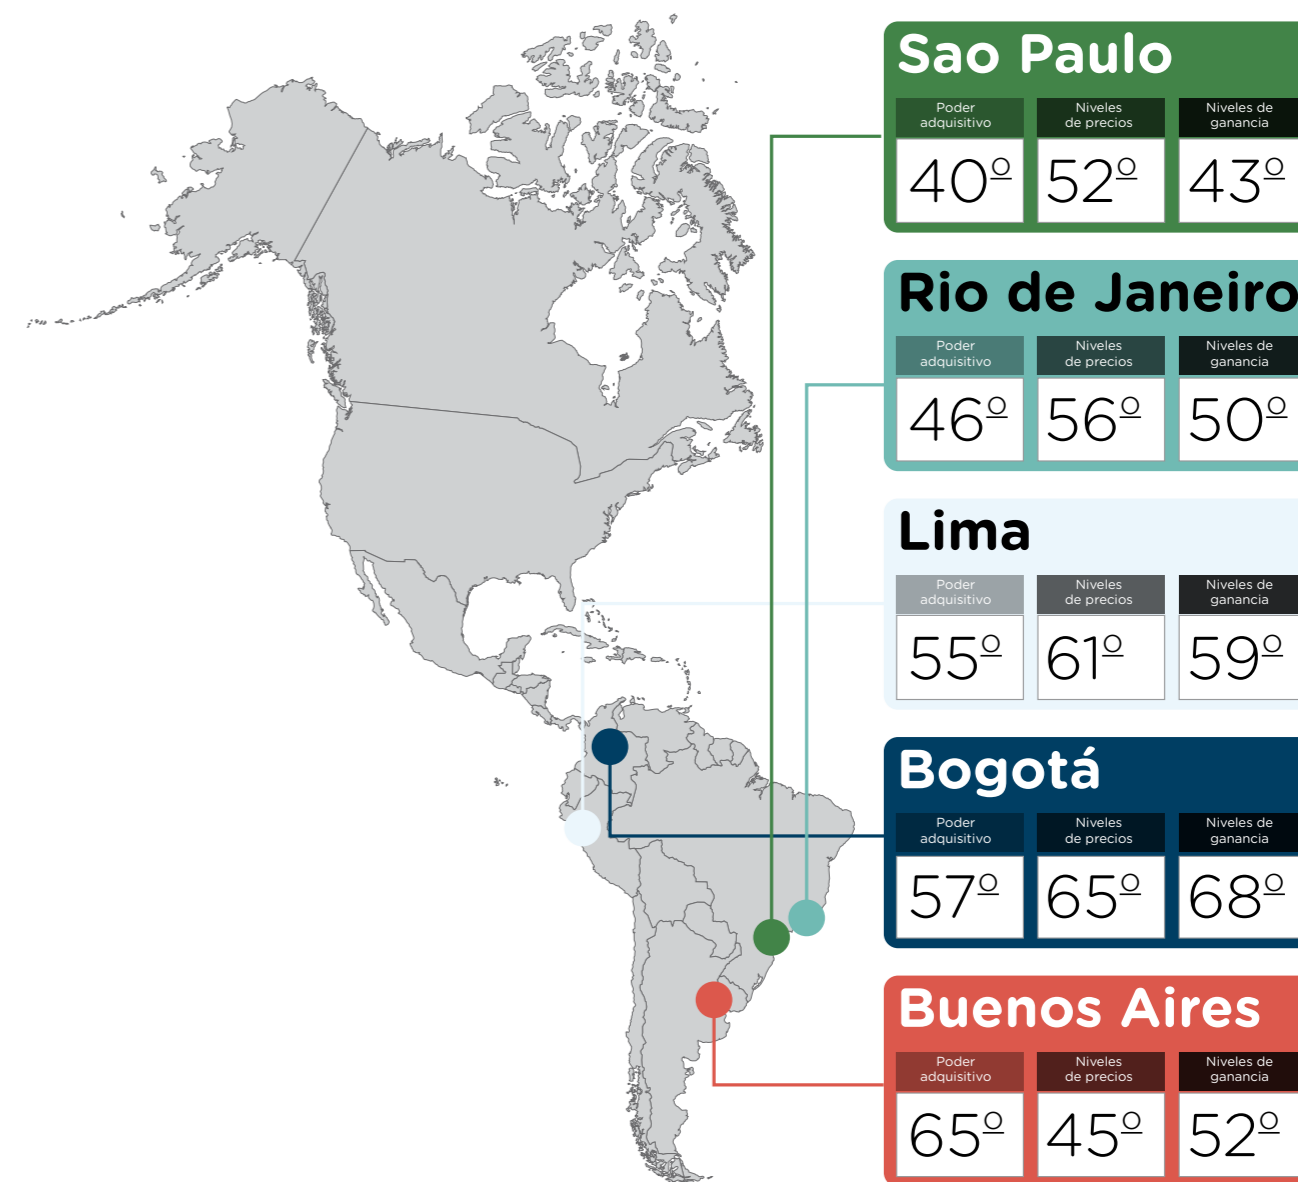 Sao Paulo
Poder adquisitivo
Niveles de precios
Niveles de ganancia
40º 52º 43º
Rio de Janeiro
Poder adquisitivo
Niveles de precios
Niveles de ganancia
46º 56º 50º
Lima
Poder adquisitivo
Niveles de precios
Niveles de ganancia
55º 61º 59º
Bogotá
Poder adquisitivo
Niveles de precios
Niveles de ganancia
57º 65º 68º
Buenos Aires
Poder adquisitivo
Niveles de precios
Niveles de ganancia
65º 45º 52º